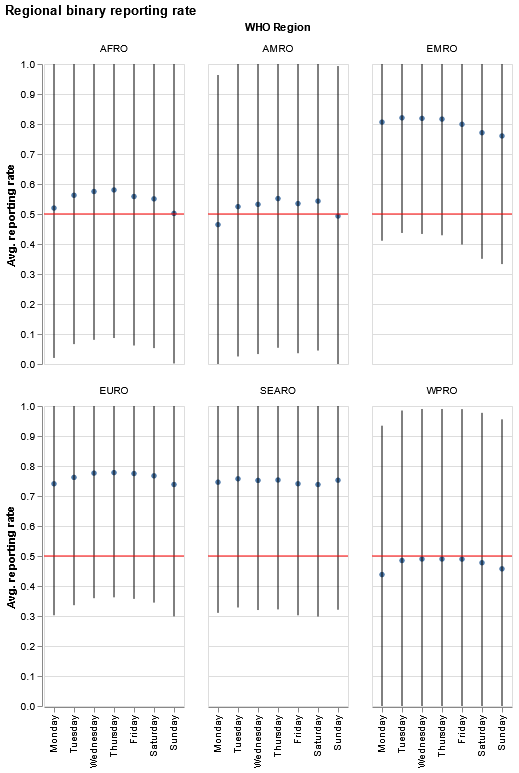 Regional binary reporting rate
WHO Region
AFRO
AMRO
EMRO
Avg. reporting rate
1.0
0.9
0.8
0.7
0.6
0.5
0.4
0.3
0.2
0.1
0.0
EURO
SEARO
WPRO
Avg. reporting rate
1.0
0.9
0.8
0.7
0.6
0.5
0.4
0.3
0.2
0.1
0.0
Monday
Tuesday
Wednesday
Thursday
Friday
Saturday
Sunday
Monday
Tuesday
Wednesday
Thursday
Friday
Saturday
Sunday
Monday
Tuesday
Wednesday
Thursday
Friday
Saturday
Sunday